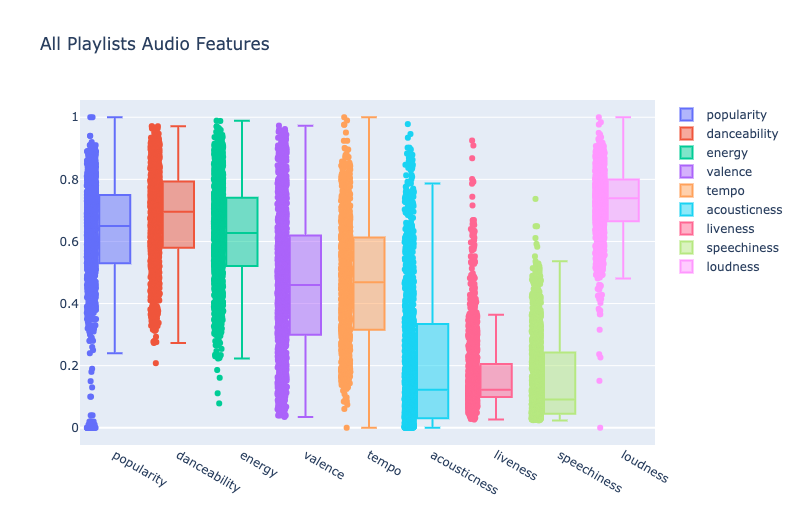 All Playlists Audio Features
1
0.8
0.6
0.4
0.2
0
popularity
danceability
energy
valence
tempo
acousticness
liveness
speechiness
loudness
popularity
danceability
energy
valence
tempo
acousticness
liveness
speechiness
loudness